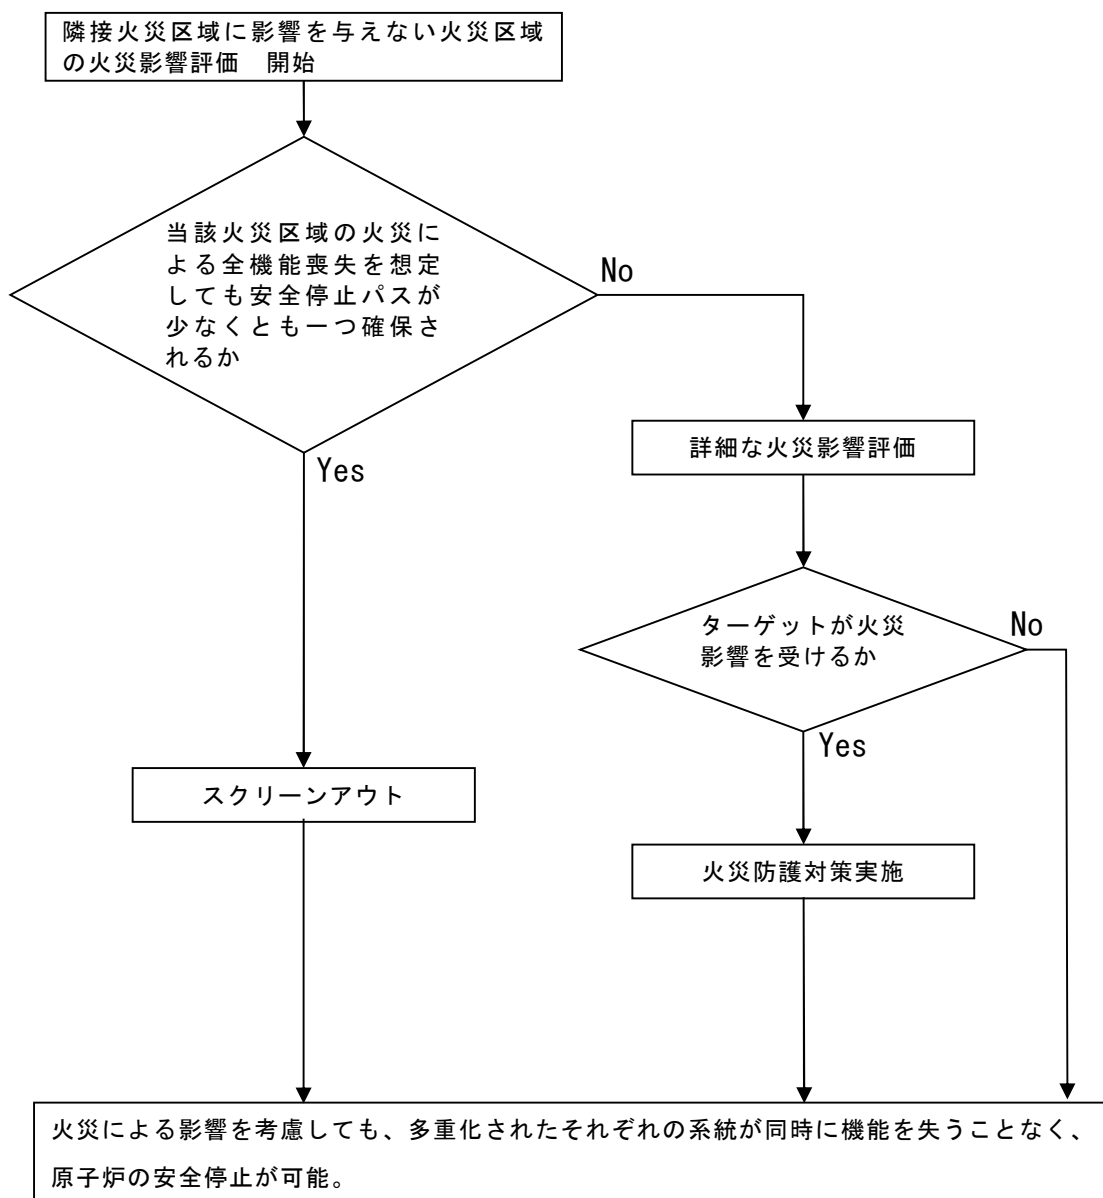 隣接火災区域に影響を与えない火災区域
の火災影響評価　開始
当該火災区域の火災に
よる全機能喪失を想定
しても安全停止パスが
少なくとも一つ確保さ
れるか
No
Yes
詳細な火災影響評価
ターゲットが火災
影響を受けるか
No
Yes
スクリーンアウト
火災防護対策実施
火災による影響を考慮しても、多重化されたそれぞれの系統が同時に機能を失うことなく、
原子炉の安全停止が可能。